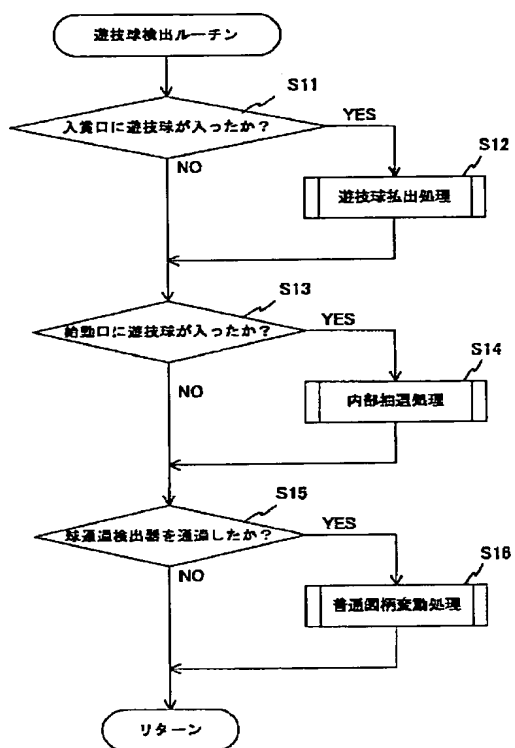 遊技球検出ルーチン
S11
入賞口に遊技球が入ったか?
YES
NO
S12
遊技球払出処理
S13
始動口に遊技球が入ったか?
YES
NO
S14
内部抽選処理
S15
球通過検出器を通過したか?
YES
NO
S16
普通図柄変動処理
リターン